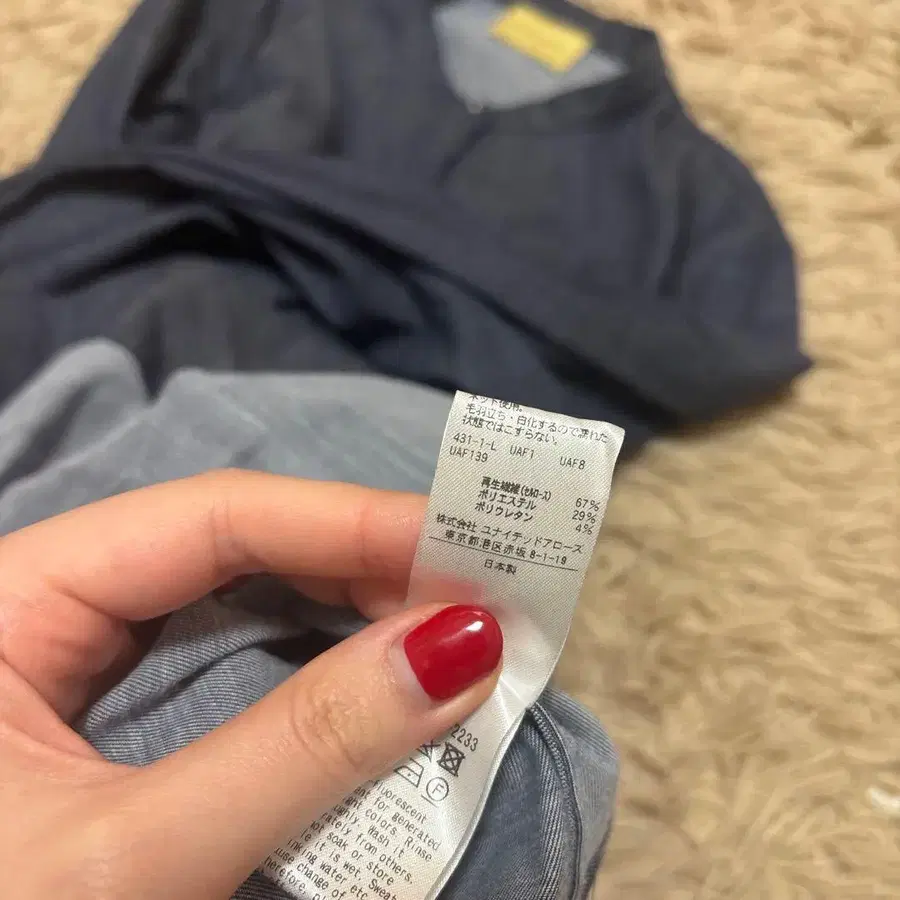 ネット使用。
毛羽立ち・白化するので濡れた
状態ではこすらない。
431-1-L UAF1 UAF8
UAF139
再生繊維(セルロース) 67%
ポリエステル 29%
ポリウレタン 4%
株式会社 ユナイテッドアローズ
東京都港区赤坂8-1-19
日本製
2233
F
fluorescent
for generated
colors. Rinse
Wash it
from others.
not soak or store
it is wet. Sweat
water etc
change of